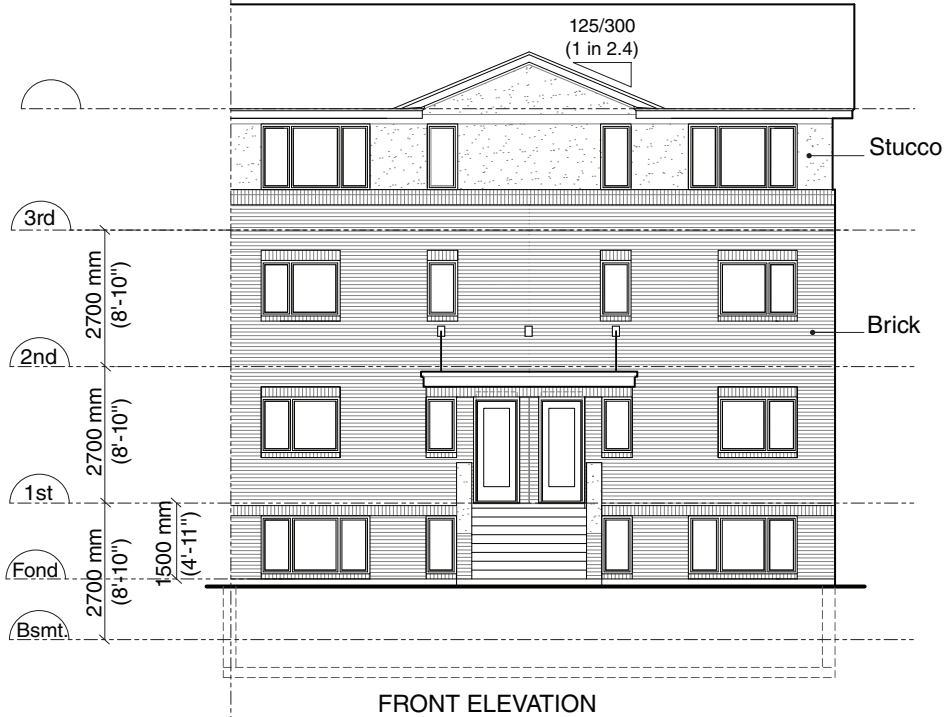 125/300
(1 in 2.4)
Stucco
3rd
2700 mm
(8'-10")
Brick
2nd
2700 mm
(8'-10")
1st
2700 mm
(8'-10")
1500 mm
(4'-11")
Fond
Bsmt.
FRONT ELEVATION